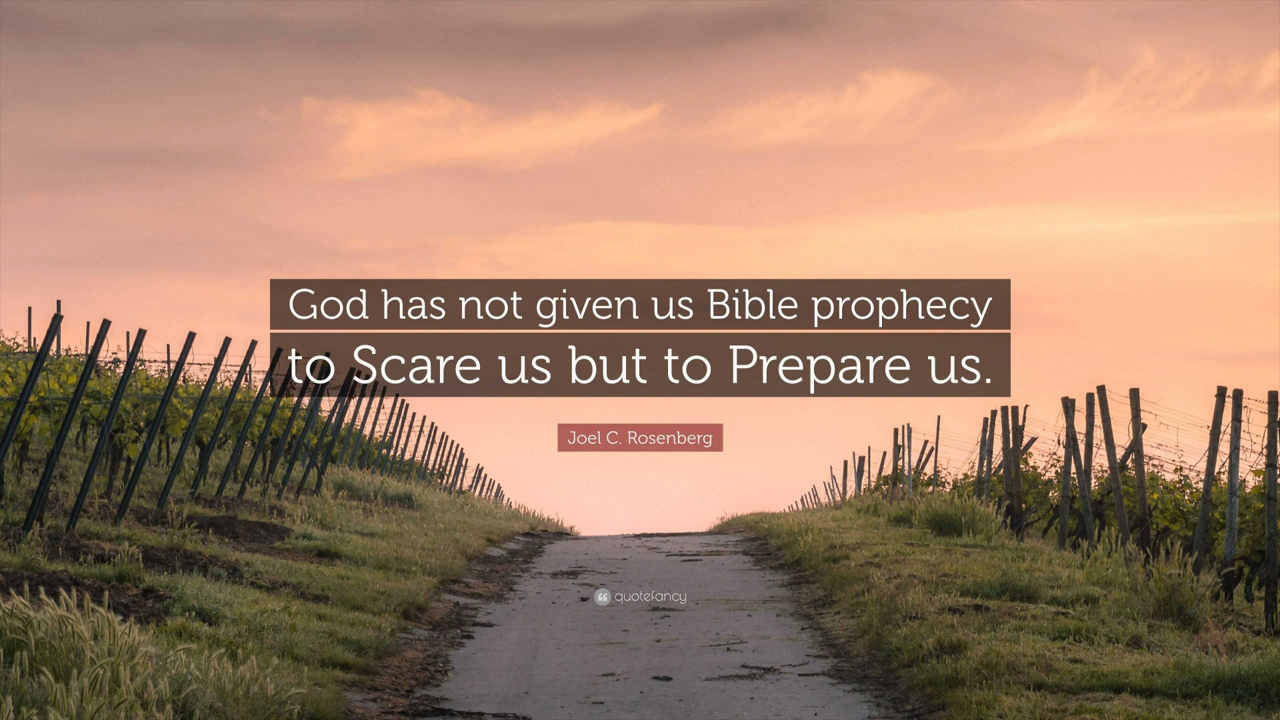 God has not given us Bible prophecy
to Scare us but to Prepare us.
Joel C. Rosenberg
quotefancy